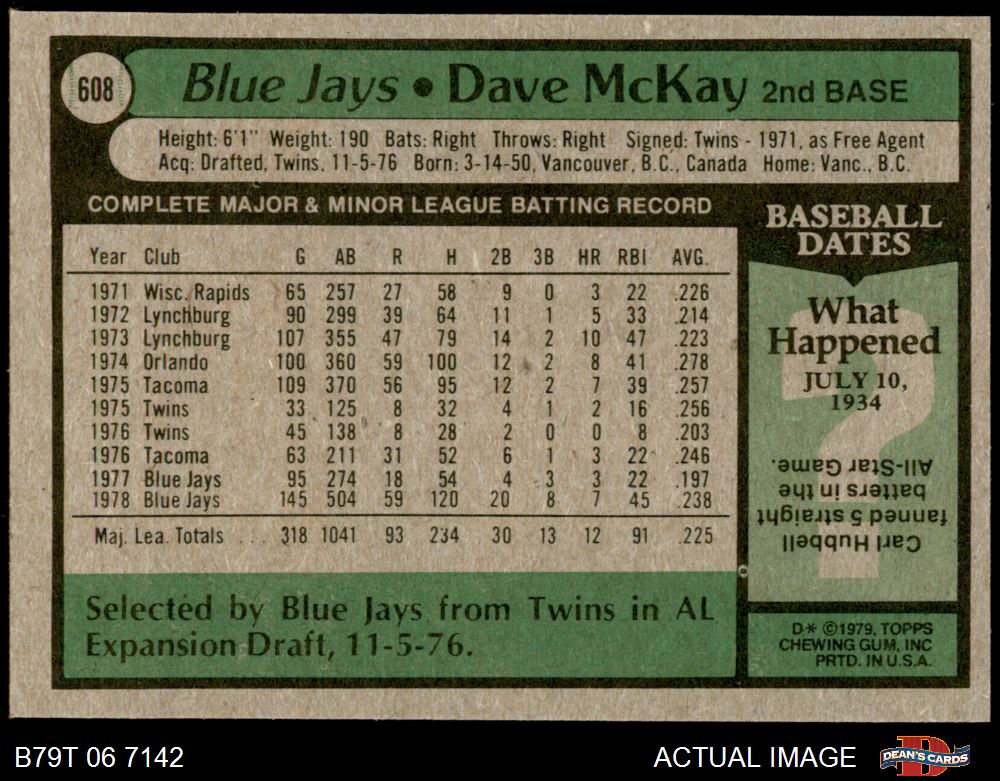 608
Blue Jays • Dave McKay 2nd BASE
Height: 6'1" Weight: 190 Bats: Right Throws: Right Signed: Twins - 1971, as Free Agent
Acq: Drafted, Twins, 11-5-76 Born: 3-14-50, Vancouver, B.C., Canada Home: Vanc., B.C.
COMPLETE MAJOR & MINOR LEAGUE BATTING RECORD
Year Club G AB R H 2B 3B HR RBI AVG.
1971 Wisc. Rapids 65 257 27 58 9 0 3 22 .226
1972 Lynchburg 90 299 39 64 11 1 5 33 .214
1973 Lynchburg 107 355 47 79 14 2 10 47 .223
1974 Orlando 100 360 59 100 12 2 8 41 .278
1975 Tacoma 109 370 56 95 12 2 7 39 .257
1975 Twins 33 125 8 32 4 1 2 16 .256
1976 Twins 45 138 8 28 2 0 0 8 .203
1976 Tacoma 63 211 31 52 6 1 3 22 .246
1977 Blue Jays 95 274 18 54 4 3 3 22 .197
1978 Blue Jays 145 504 59 120 20 8 7 45 .238
Maj. Lea. Totals . . . 318 1041 93 234 30 13 12 91 .225
Selected by Blue Jays from Twins in AL
Expansion Draft, 11-5-76.
BASEBALL
DATES
What
Happened
JULY 10,
1934
Carl Hubbell
fanned 5 straight
batters in the
All-Star Game.
D* ©1979, TOPPS
CHEWING GUM, INC
PRTD. IN U.S.A.
B79T 06 7142
ACTUAL IMAGE
DEAN'S CARDS